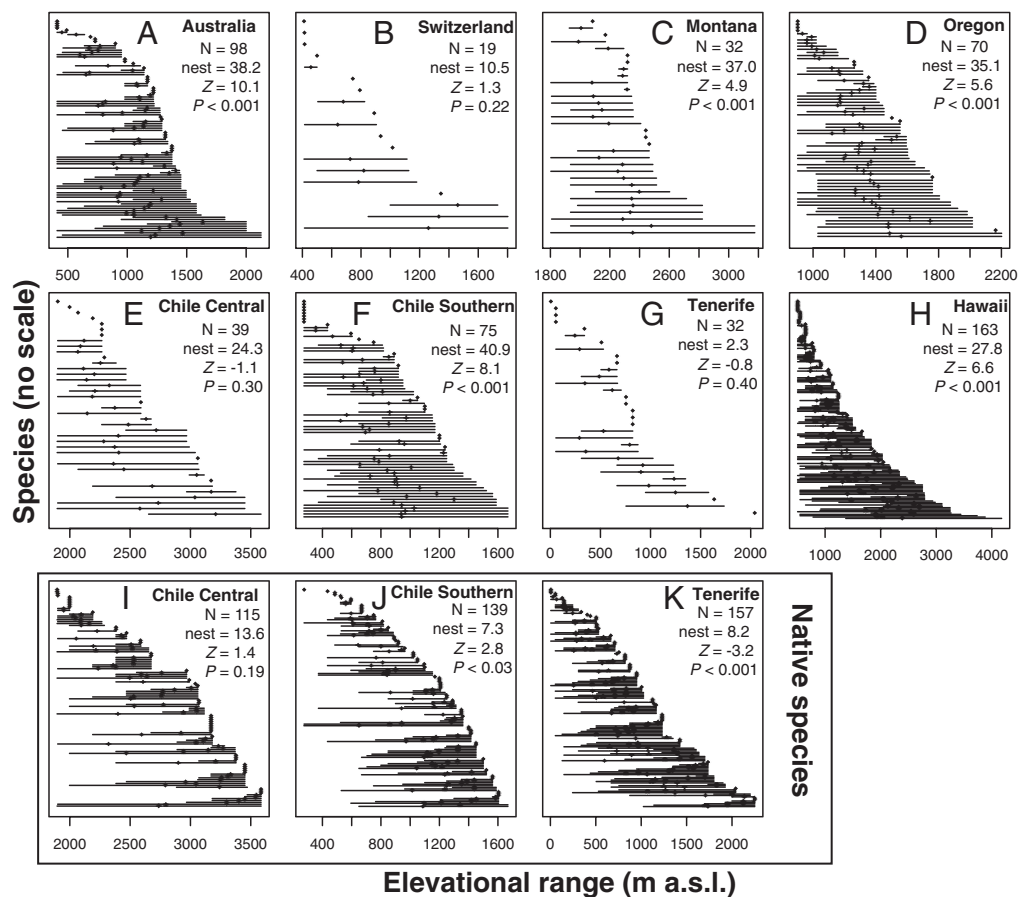 A
Australia
N = 98
nest = 38.2
Z = 10.1
P < 0.001
500 1000 1500 2000
B
Switzerland
N = 19
nest = 10.5
Z = 1.3
P = 0.22
400 800 1200 1600
C
Montana
N = 32
nest = 37.0
Z = 4.9
P < 0.001
1800 2200 2600 3000
D
Oregon
N = 70
nest = 35.1
Z = 5.6
P < 0.001
1000 1400 1800 2200
E
Chile Central
N = 39
nest = 24.3
Z = -1.1
P = 0.30
2000 2500 3000 3500
F
Chile Southern
N = 75
nest = 40.9
Z = 8.1
P < 0.001
400 800 1200 1600
G
Tenerife
N = 32
nest = 2.3
Z = -0.8
P = 0.40
0 500 1000 1500 2000
H
Hawaii
N = 163
nest = 27.8
Z = 6.6
P < 0.001
1000 2000 3000 4000
Species (no scale)
I
Chile Central
N = 115
nest = 13.6
Z = 1.4
P = 0.19
2000 2500 3000 3500
J
Chile Southern
N = 139
nest = 7.3
Z = 2.8
P < 0.03
400 800 1200 1600
K
Tenerife
N = 157
nest = 8.2
Z = -3.2
P < 0.001
0 500 1000 1500 2000
Native species
Elevational range (m a.s.l.)